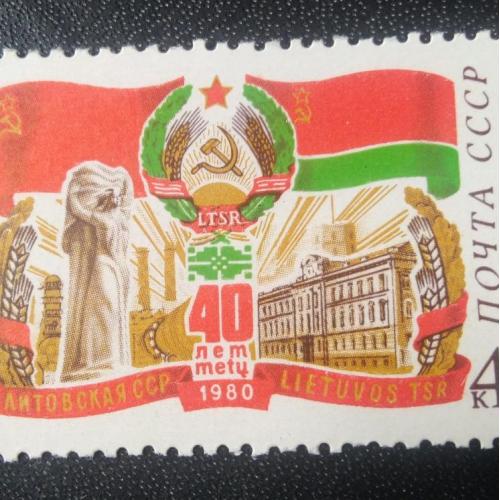 LTSR
40
лет
metų
ЛИТОВСКАЯ ССР
1980
LIETUVOS TSR
ПОЧТА СССР
4
К